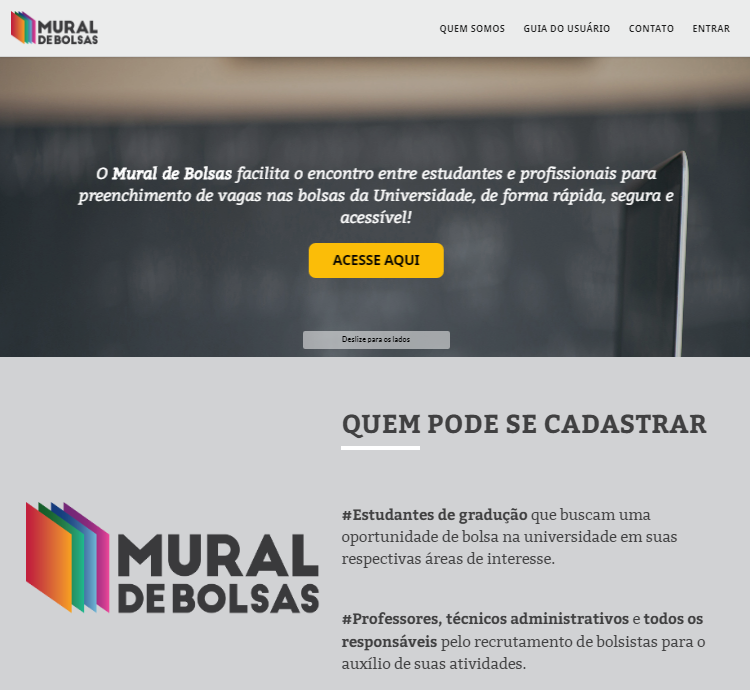 MURAL
DE BOLSAS
QUEM SOMOS GUIA DO USUÁRIO CONTATO ENTRAR
O Mural de Bolsas facilita o encontro entre estudantes e profissionais para
preenchimento de vagas nas bolsas da Universidade, de forma rápida, segura e
acessível!
ACESSE AQUI
Deslize para os lados
QUEM PODE SE CADASTRAR
MURAL
DE BOLSAS
#Estudantes de gradução que buscam uma
oportunidade de bolsa na universidade em suas
respectivas áreas de interesse.
#Professores, técnicos administrativos e todos os
responsáveis pelo recrutamento de bolsistas para o
auxílio de suas atividades.